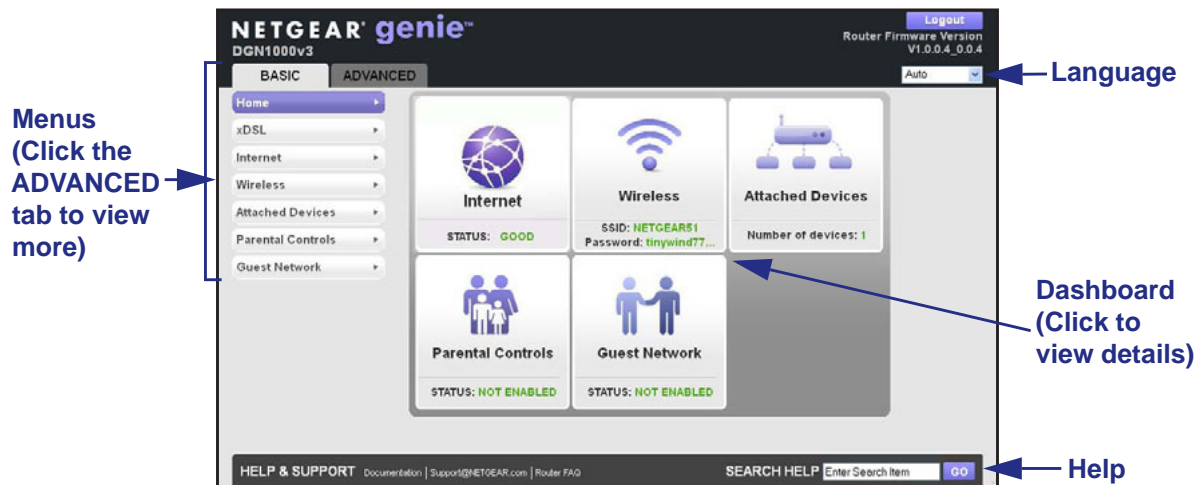 NETGEAR® genie™
DGN1000v3
Logout
Router Firmware Version
V1.0.0.4_0.0.4
BASIC
ADVANCED
Auto
Language
Menus
(Click the
ADVANCED
tab to view
more)
Home
xDSL
Internet
Wireless
Attached Devices
Parental Controls
Guest Network
Internet
STATUS: GOOD
Wireless
SSID: NETGEAR51
Password: tinywind77...
Attached Devices
Number of devices: 1
Parental Controls
STATUS: NOT ENABLED
Guest Network
STATUS: NOT ENABLED
Dashboard
(Click to
view details)
HELP & SUPPORT Documentation | Support@NETGEAR.com | Router FAQ
SEARCH HELP Enter Search Item GO
Help